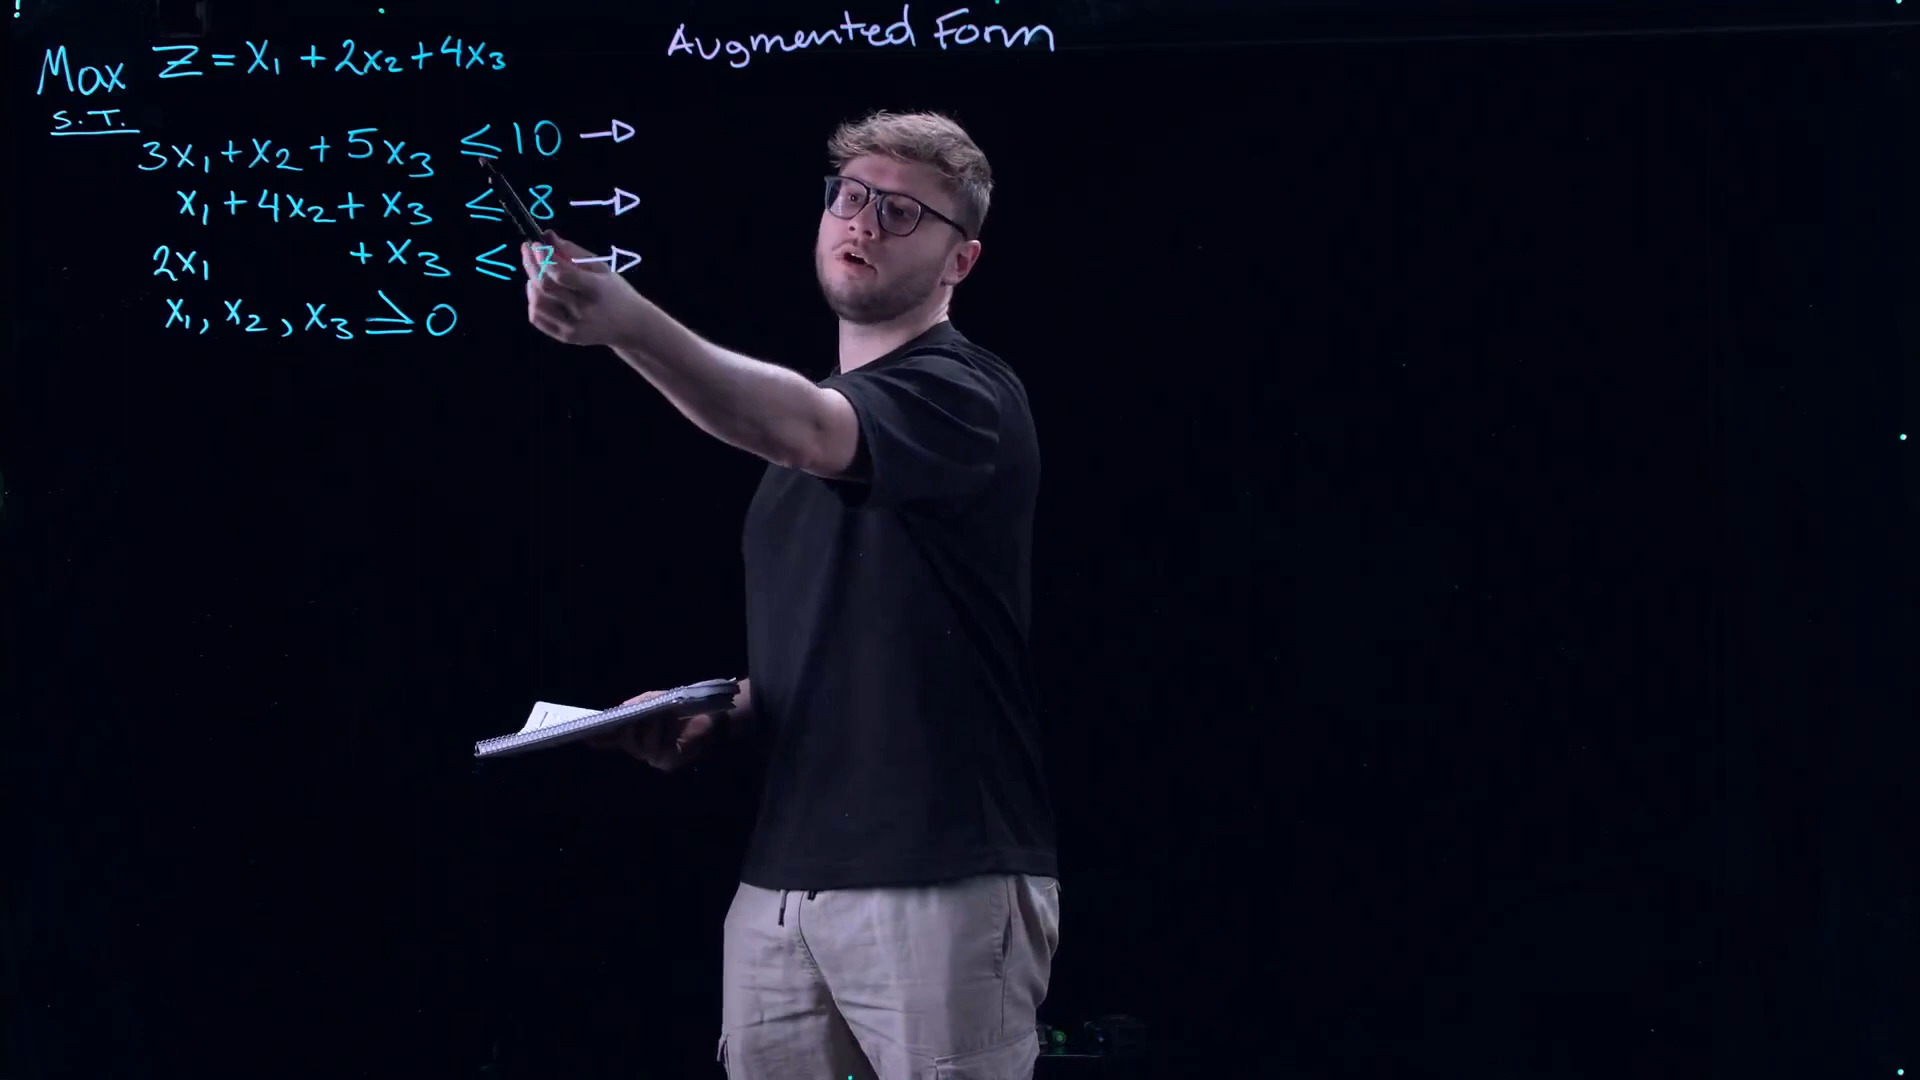 Augmented Form
Max Z = x₁ + 2x₂ + 4x₃
S.T.
3x₁ + x₂ + 5x₃ ≤ 10 →
x₁ + 4x₂ + x₃ ≤ 8 →
2x₁ + x₃ ≤ 7 →
x₁, x₂, x₃ ≥ 0